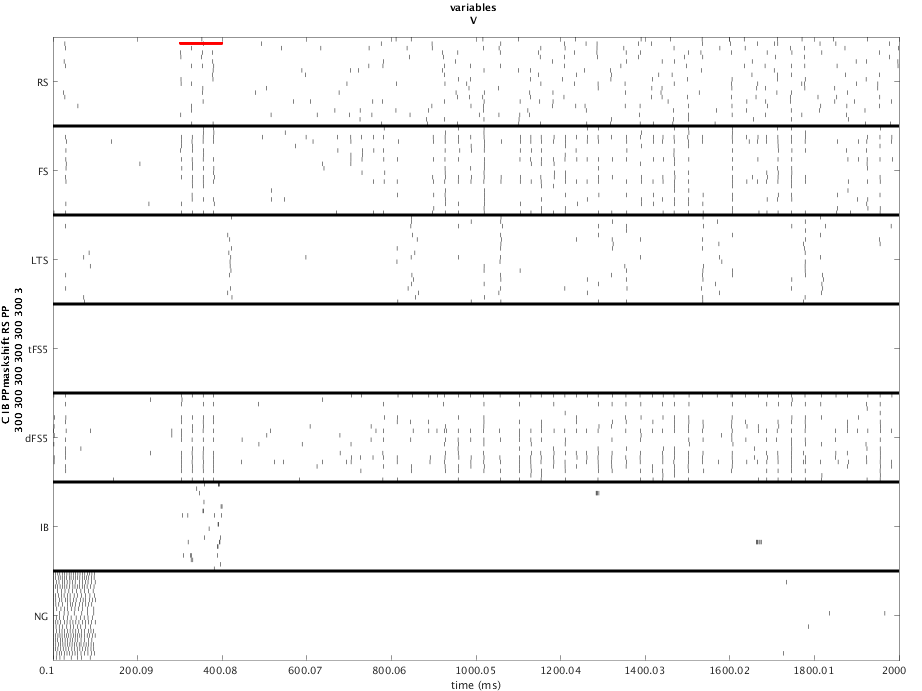 variables
V
RS
FS
LTS
tFS5
dFS5
IB
NG
C IB PPmaskshift RS PP
300 300 300 300 300 300 3
0.1 200.09 400.08 600.07 800.06 1000.05 1200.04 1400.03 1600.02 1800.01 2000
time (ms)